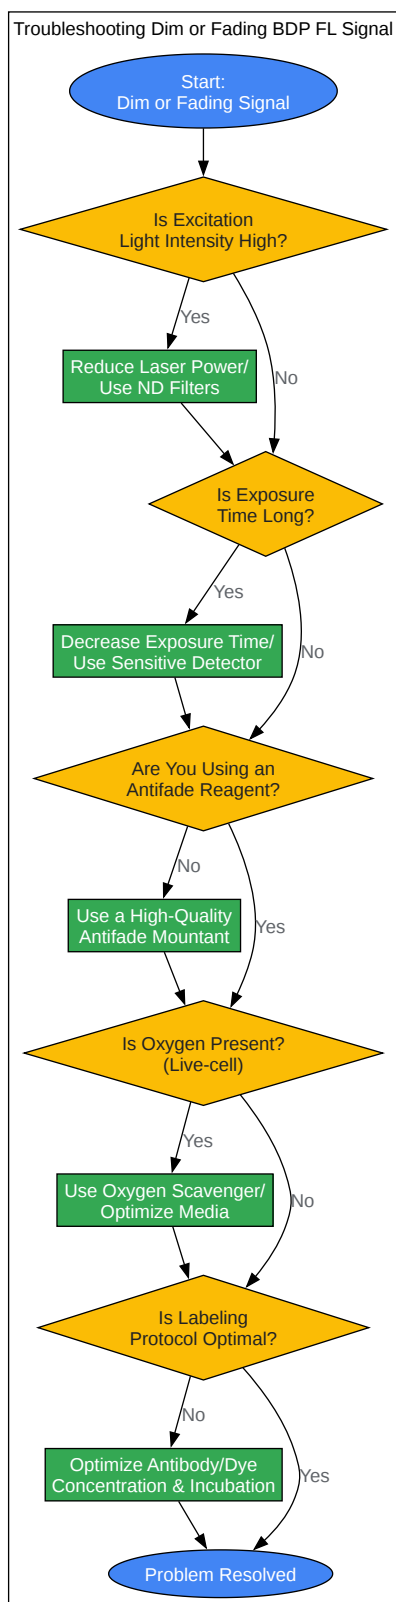 Troubleshooting Dim or Fading BDP FL Signal
Start:
Dim or Fading Signal
Is Excitation
Light Intensity High?
Yes
No
Reduce Laser Power/
Use ND Filters
Is Exposure
Time Long?
Yes
No
Decrease Exposure Time/
Use Sensitive Detector
Are You Using an
Antifade Reagent?
No
Yes
Use a High-Quality
Antifade Mountant
Is Oxygen Present?
(Live-cell)
Yes
No
Use Oxygen Scavenger/
Optimize Media
Is Labeling
Protocol Optimal?
No
Yes
Optimize Antibody/Dye
Concentration & Incubation
Problem Resolved